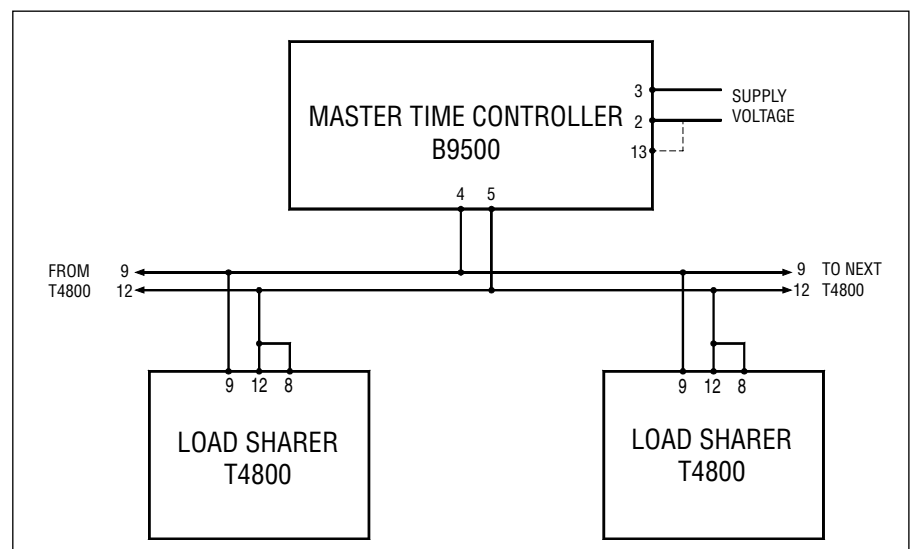 MASTER TIME CONTROLLER
B9500
3
2
13
SUPPLY
VOLTAGE
4 5
FROM 9
T4800 12
9 TO NEXT
12 T4800
9 12 8
LOAD SHARER
T4800
9 12 8
LOAD SHARER
T4800